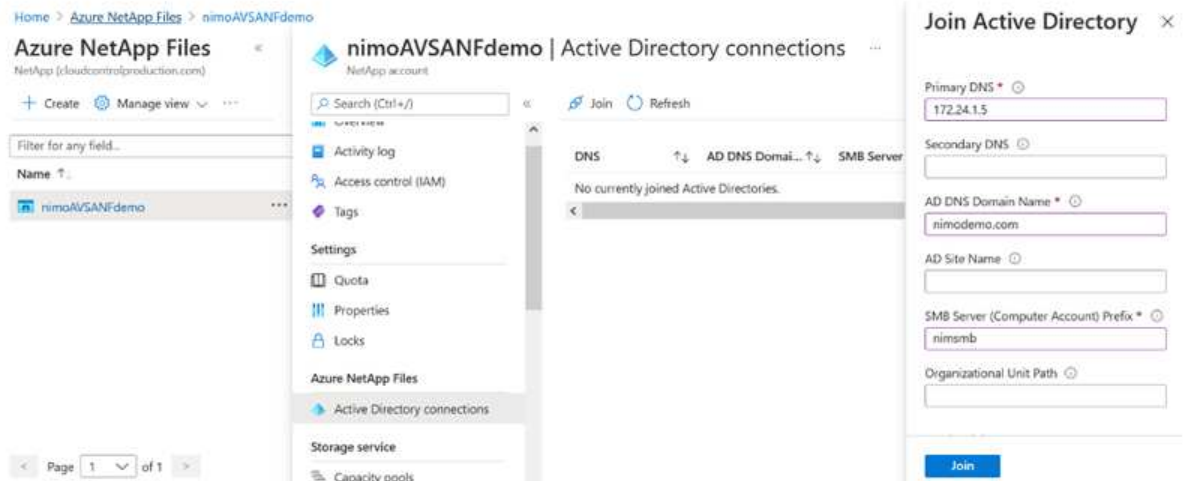 Home > Azure NetApp Files > nimoAVSANFdemo
Azure NetApp Files
NetApp (cloudcontrolproduction.com)
Create
Manage view
Filter for any field...
Name
nimoAVSANFdemo
Page 1 of 1
nimoAVSANFdemo | Active Directory connections
NetApp account
Search (Ctrl+/)
Overview
Activity log
Access control (IAM)
Tags
Settings
Quota
Properties
Locks
Azure NetApp Files
Active Directory connections
Storage service
Capacity pools
Join
Refresh
DNS
AD DNS Domai...
SMB Server
No currently joined Active Directories.
Join Active Directory
Primary DNS *
172.24.1.5
Secondary DNS
AD DNS Domain Name *
nimodemo.com
AD Site Name
SMB Server (Computer Account) Prefix *
nimsmb
Organizational Unit Path
Join